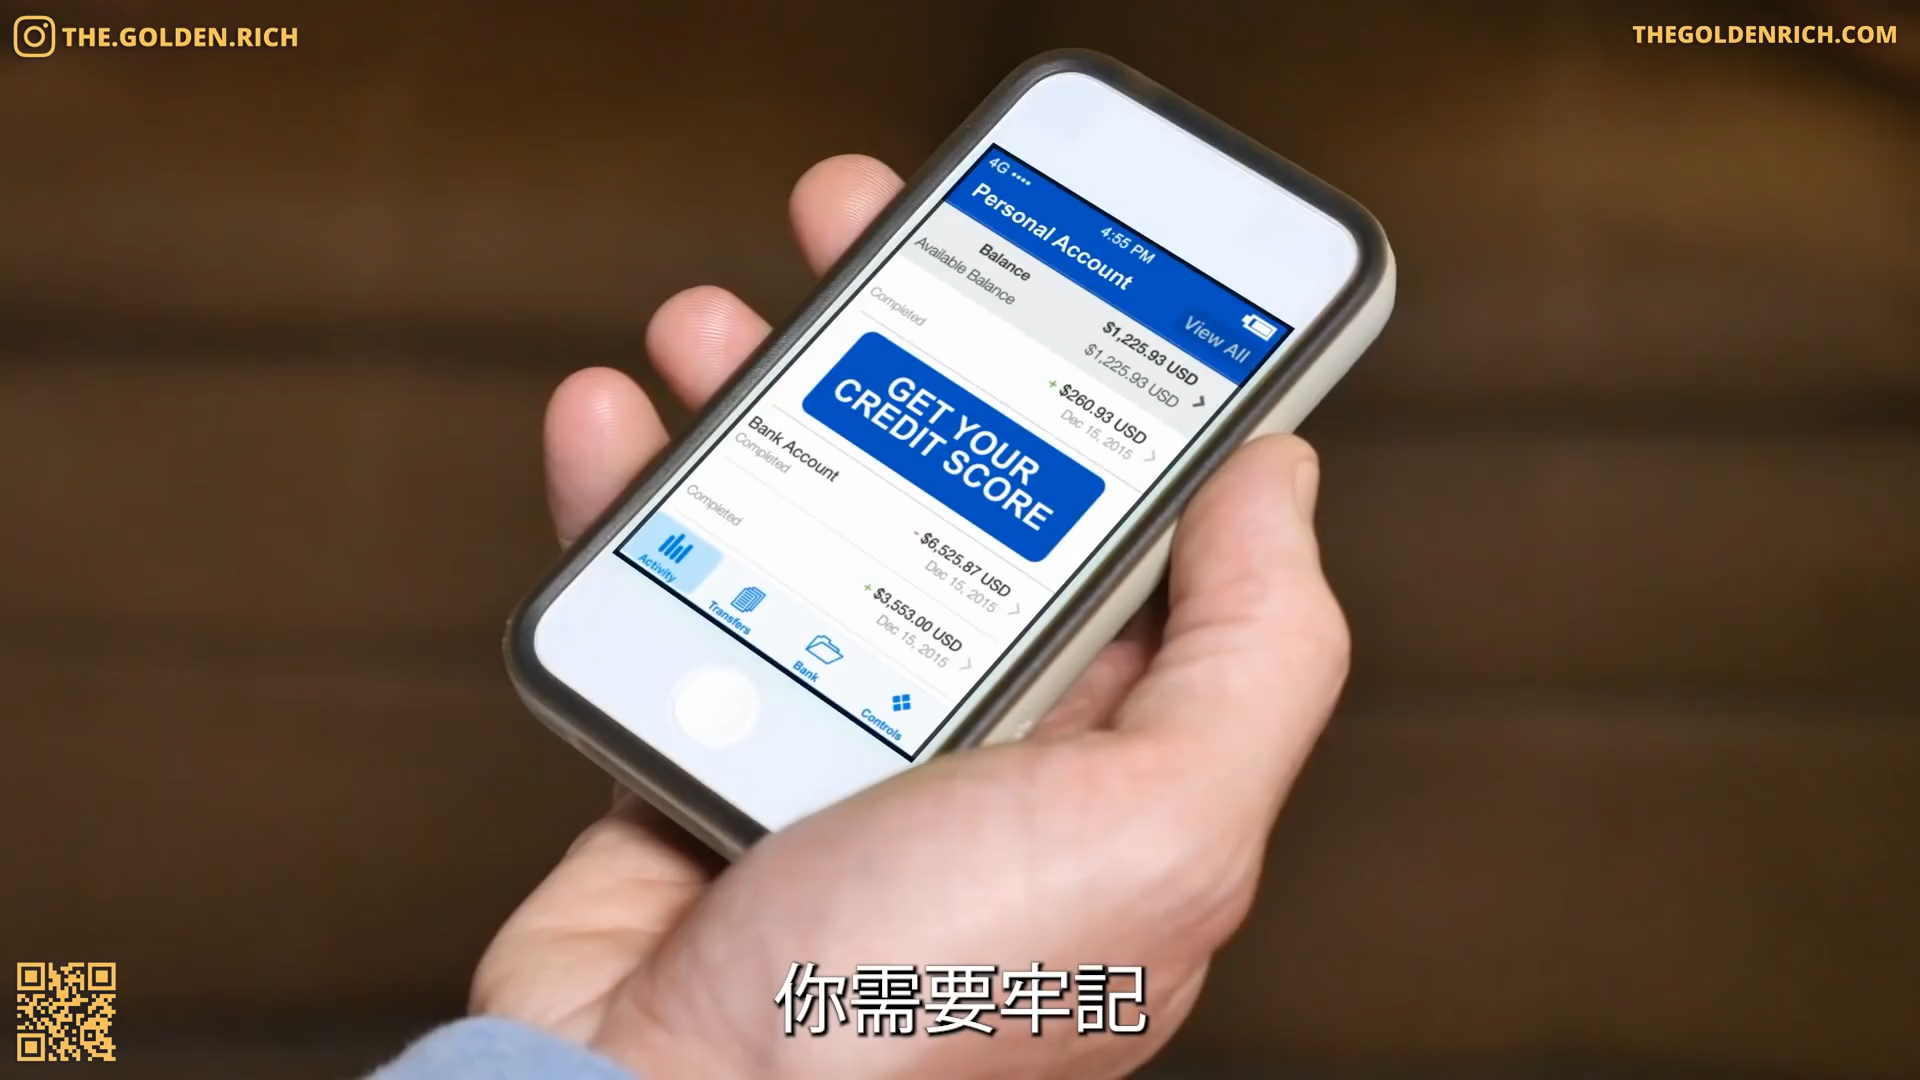 THE.GOLDEN.RICH
THEGOLDENRICH.COM
4G
4:55 PM
Personal Account
View All
Balance
$1,225.93 USD
Available Balance
$1,225.93 USD
Completed
+ $260.93 USD
Dec 15, 2015
GET YOUR
CREDIT SCORE
Bank Account
Completed
- $6,525.87 USD
Dec 15, 2015
Completed
+ $3,553.00 USD
Dec 15, 2015
Activity
Transfers
Bank
Controls
你需要牢記